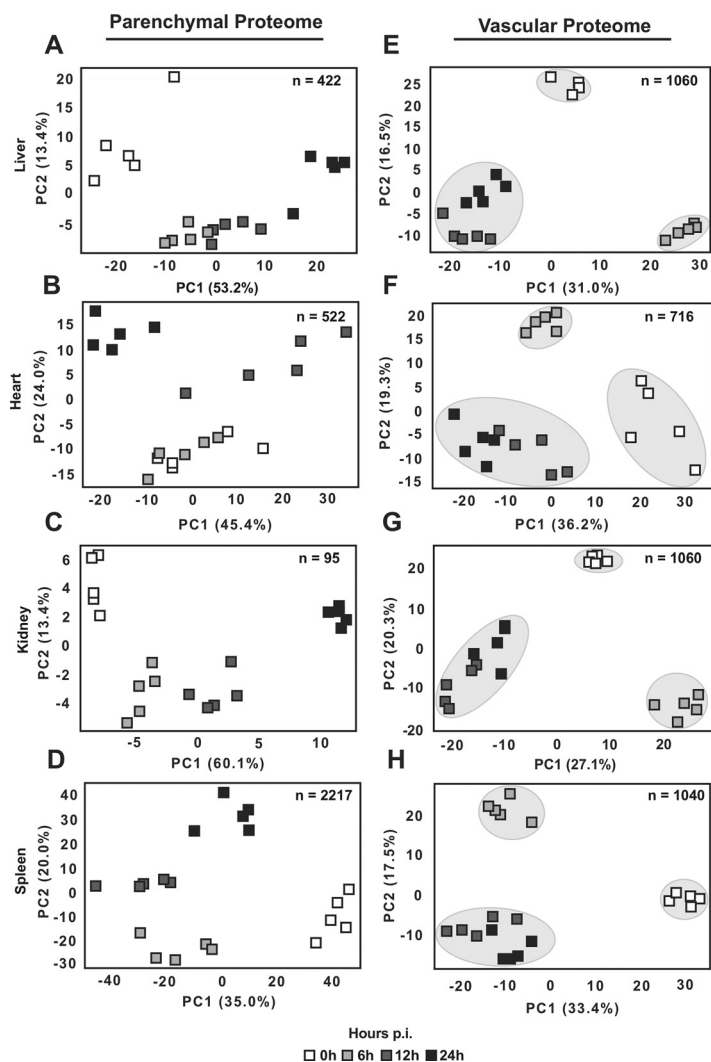 Parenchymal Proteome
Vascular Proteome
A
n = 422
Liver
PC2 (13.4%)
20
15
10
5
0
-5
-20
0
20
PC1 (53.2%)
E
n = 1060
PC2 (16.5%)
25
20
15
10
5
0
-5
-10
-20
-10
0
10
20
30
PC1 (31.0%)
B
n = 522
Heart
PC2 (24.0%)
15
10
5
0
-5
-10
-15
-20
-10
0
10
20
30
PC1 (45.4%)
F
n = 716
PC2 (19.3%)
20
15
10
5
0
-5
-10
-15
-20
-10
0
10
20
30
PC1 (36.2%)
C
n = 95
Kidney
PC2 (13.4%)
6
4
2
0
-2
-4
-5
0
5
10
PC1 (60.1%)
G
n = 1060
PC2 (20.3%)
20
10
0
-10
-20
-20
-10
0
10
20
PC1 (27.1%)
D
n = 2217
Spleen
PC2 (20.0%)
40
30
20
10
0
-10
-20
-30
-40
-20
0
20
40
PC1 (35.0%)
H
n = 1040
PC2 (17.5%)
20
10
0
-10
-20
-10
0
10
20
30
PC1 (33.4%)
Hours p.i.
0h 6h 12h 24h